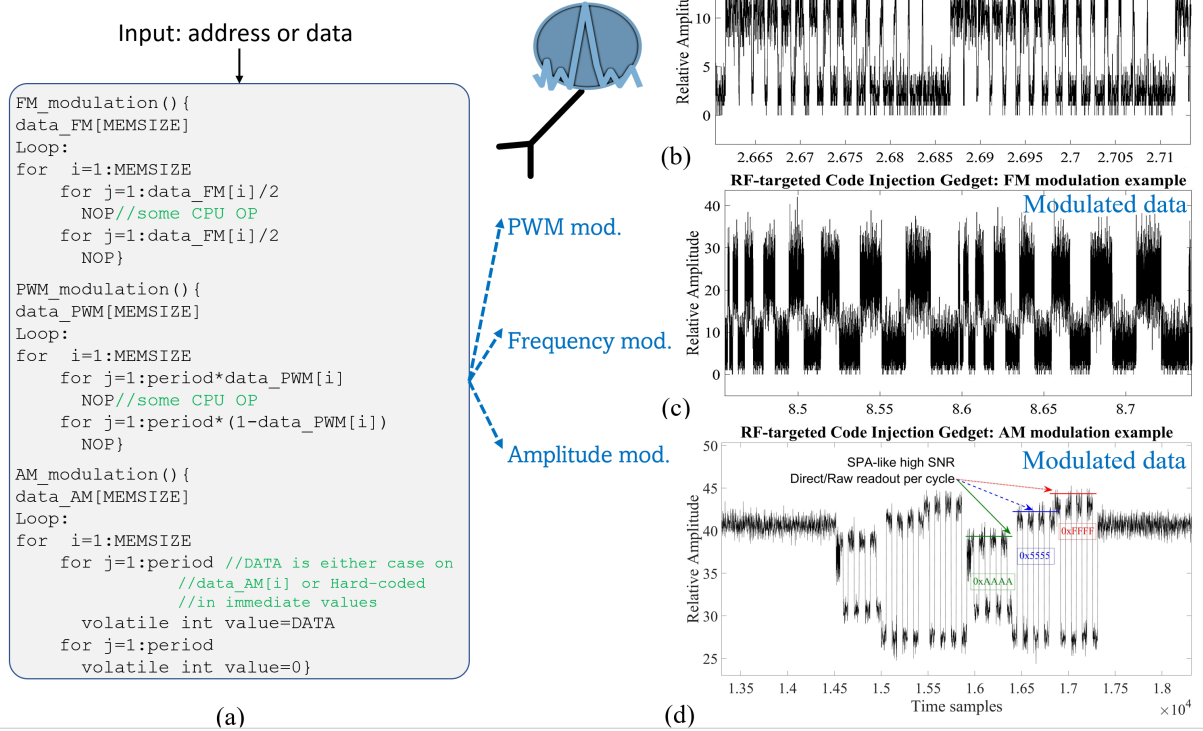 Input: address or data
FM_modulation(){
data_FM[MEMSIZE]
Loop:
for i=1:MEMSIZE
for j=1:data_FM[i]/2
NOP//some CPU OP
for j=1:data_FM[i]/2
NOP}
PWM_modulation(){
data_PWM[MEMSIZE]
Loop:
for i=1:MEMSIZE
for j=1:period*data_PWM[i]
NOP//some CPU OP
for j=1:period*(1-data_PWM[i])
NOP}
AM_modulation(){
data_AM[MEMSIZE]
Loop:
for i=1:MEMSIZE
for j=1:period //DATA is either case on
//data_AM[i] or Hard-coded
//in immediate values
volatile int value=DATA
for j=1:period
volatile int value=0}
(a)
PWM mod.
Frequency mod.
Amplitude mod.
Relative Amplitu
10
5
0
2.665 2.67 2.675 2.68 2.685 2.69 2.695 2.7 2.705 2.71
(b)
RF-targeted Code Injection Gedget: FM modulation example
Modulated data
Relative Amplitude
40
30
20
10
0
8.5 8.55 8.6 8.65 8.7
(c)
RF-targeted Code Injection Gedget: AM modulation example
Modulated data
SPA-like high SNR
Direct/Raw readout per cycle
0xFFFF
0x5555
0xAAAA
Relative Amplitude
50
45
40
35
30
25
1.35 1.4 1.45 1.5 1.55 1.6 1.65 1.7 1.75 1.8
Time samples
×10⁴
(d)